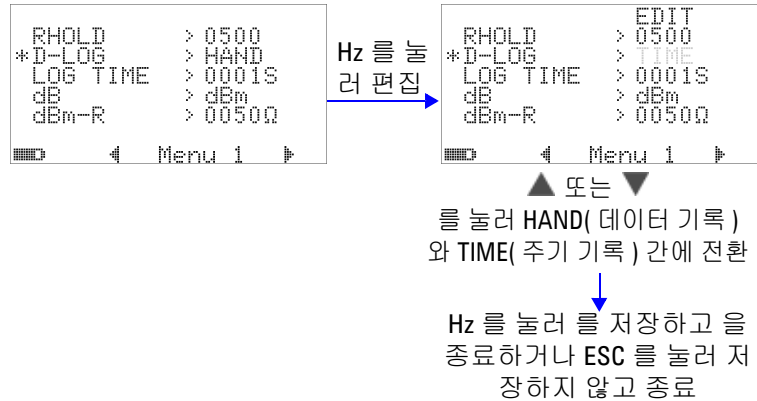 RHOLD > 0500
*D-LOG > HAND
LOG TIME > 0001S
dB > dBm
dBm-R > 0050Ω
Menu 1
Hz 를 눌
러 편집
EDIT
RHOLD > 0500
*D-LOG > TIME
LOG TIME > 0001S
dB > dBm
dBm-R > 0050Ω
Menu 1
▲ 또는 ▼
를 눌러 HAND( 데이터 기록 )
와 TIME( 주기 기록 ) 간에 전환
Hz 를 눌러 를 저장하고 을
종료하거나 ESC 를 눌러 저
장하지 않고 종료